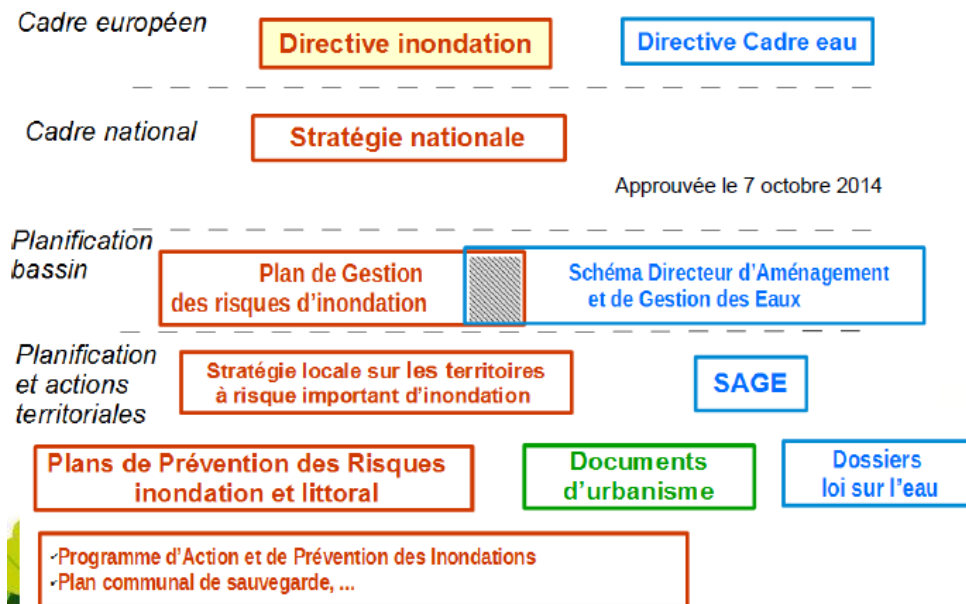 Cadre européen
Directive inondation
Directive Cadre eau
Cadre national
Stratégie nationale
Approuvée le 7 octobre 2014
Planification
bassin
Plan de Gestion
des risques d'inondation
Schéma Directeur d'Aménagement
et de Gestion des Eaux
Planification
et actions
territoriales
Stratégie locale sur les territoires
à risque important d'inondation
SAGE
Plans de Prévention des Risques
inondation et littoral
Documents
d'urbanisme
Dossiers
loi sur l'eau
✓Programme d'Action et de Prévention des Inondations
✓Plan communal de sauvegarde, ...